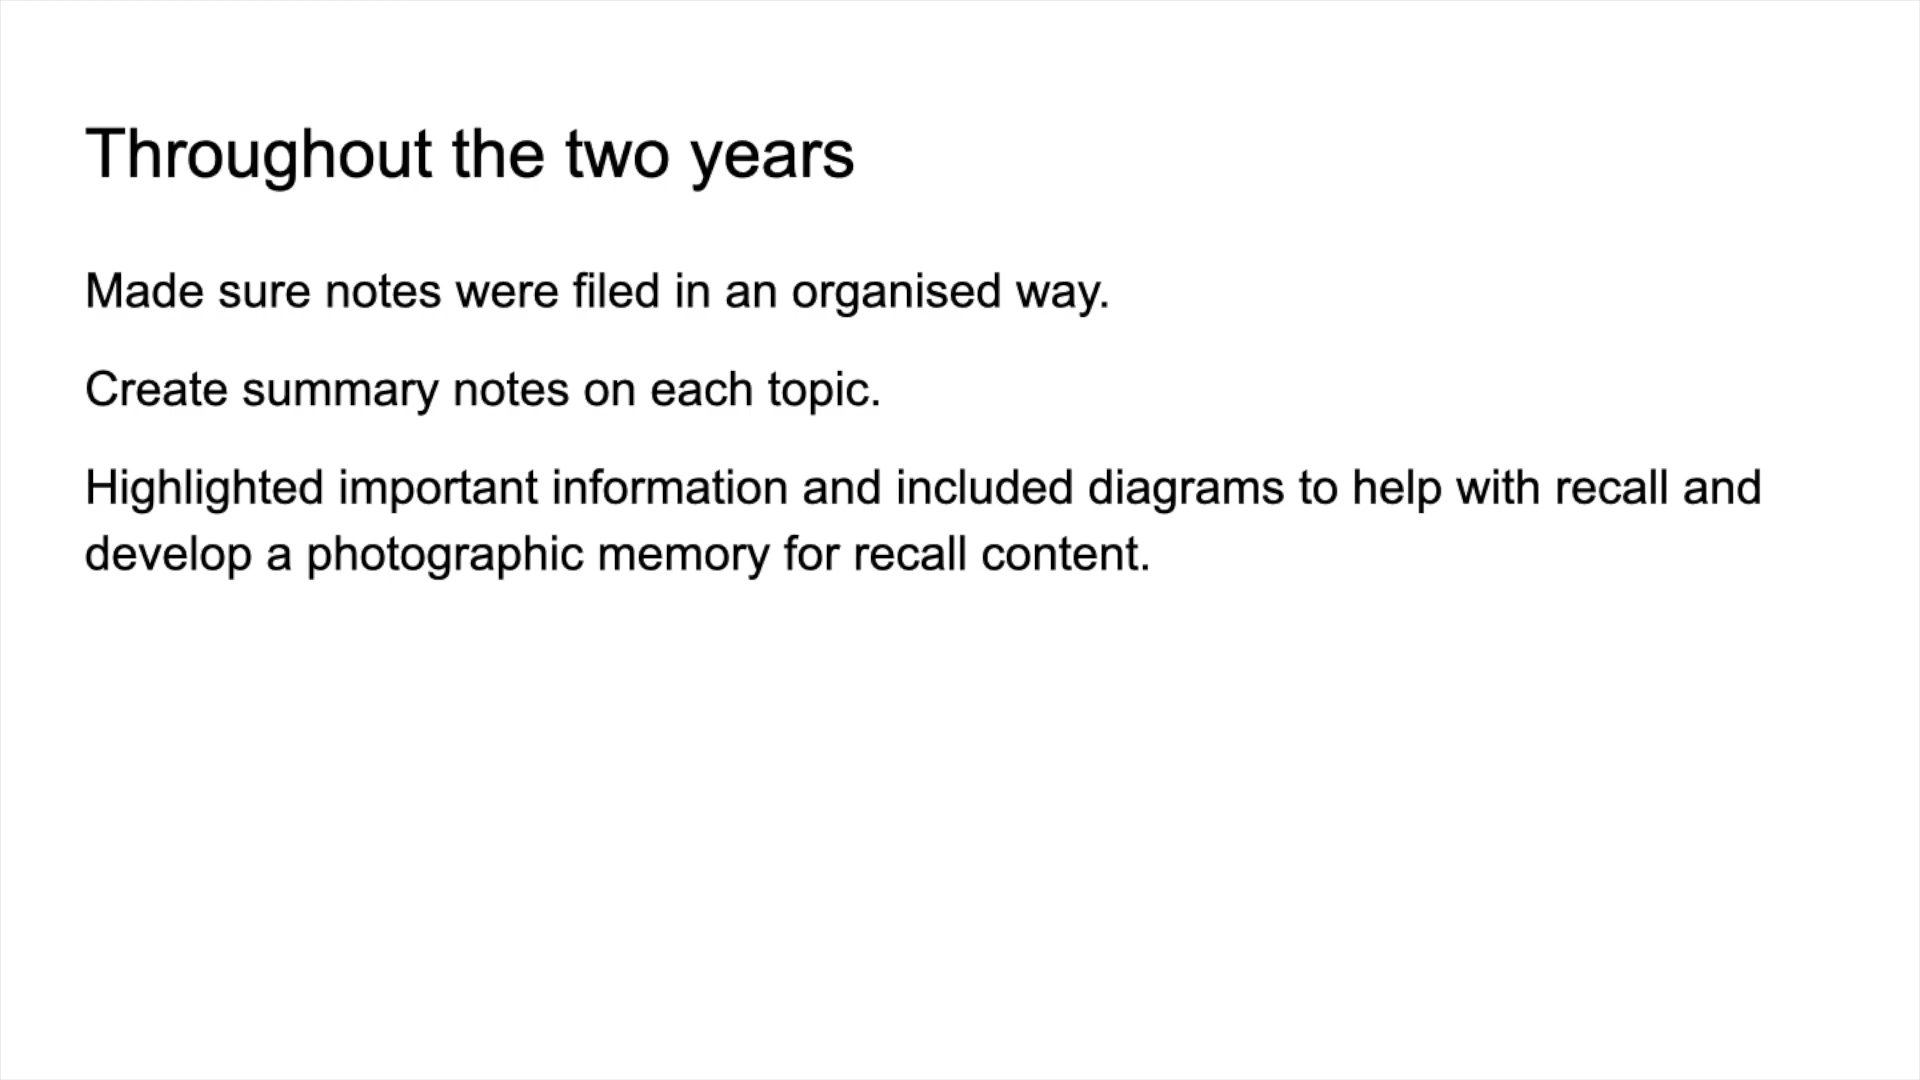 Throughout the two years
Made sure notes were filed in an organised way.
Create summary notes on each topic.
Highlighted important information and included diagrams to help with recall and
develop a photographic memory for recall content.